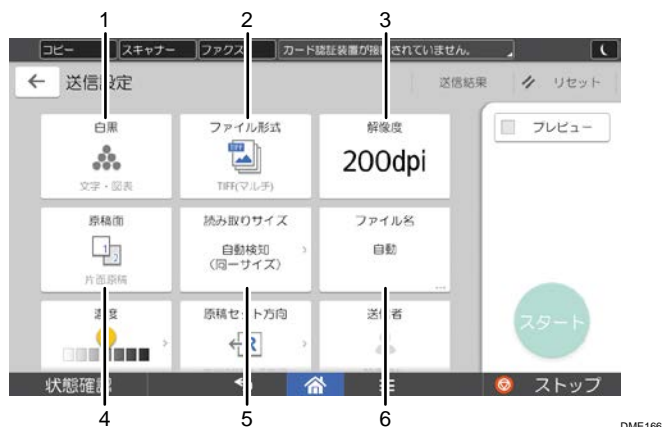 1 2 3
コピー スキャナー ファクス カード認証装置が接続されていません。
送信設定 送信結果 リセット
白黒 ファイル形式 解像度 プレビュー
TIFF
200dpi
文字・図表 TIFF(マルチ)
原稿面 読み取りサイズ ファイル名
1 2
自動検知 自動
(同一サイズ)
片面原稿
...
濃度 原稿セット方向 送信者
R
スタート
状態確認 ストップ
4 5 6
DME166